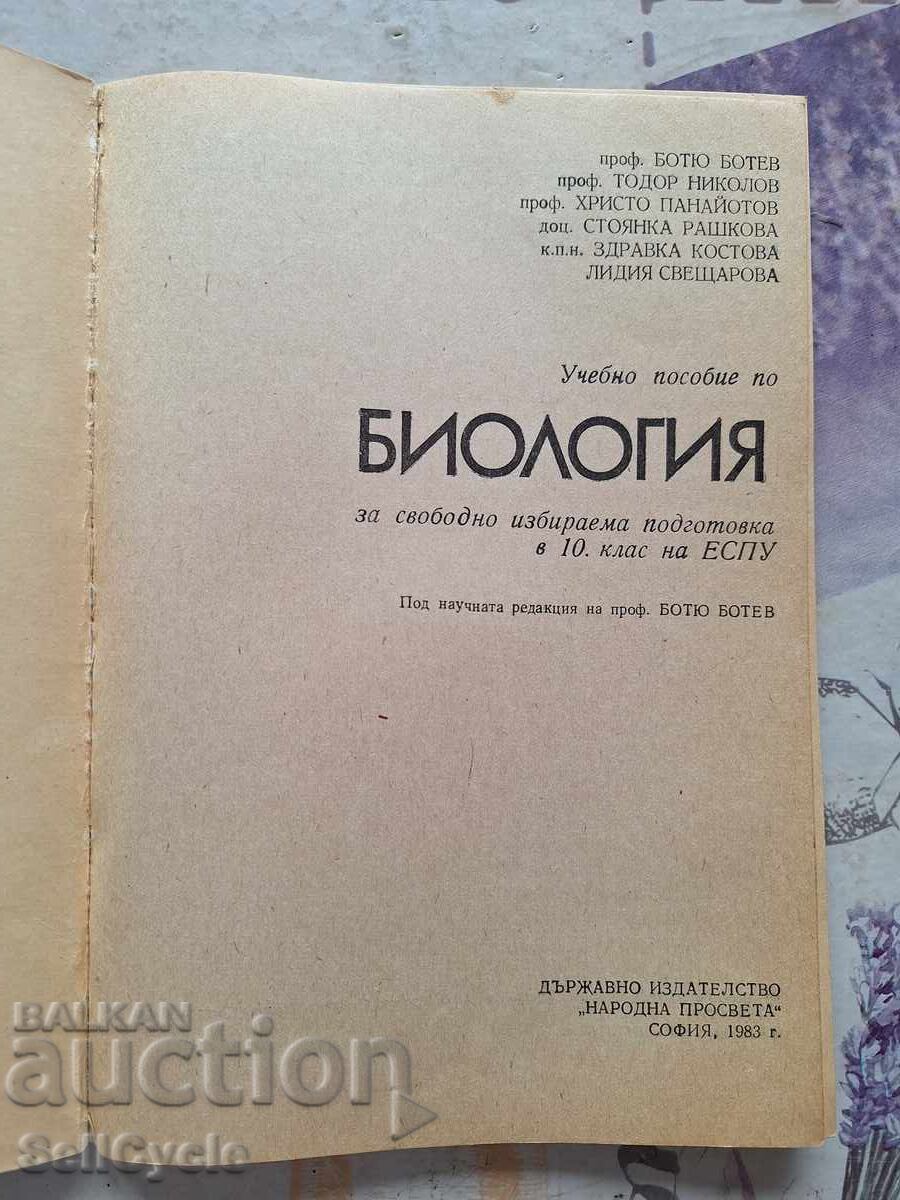 проф. БОТЮ БОТЕВ
проф. ТОДОР НИКОЛОВ
проф. ХРИСТО ПАНАЙОТОВ
доц. СТОЯНКА РАШКОВА
к.п.н. ЗДРАВКА КОСТОВА
ЛИДИЯ СВЕЩАРОВА
Учебно пособие по
БИОЛОГИЯ
за свободно избираема подготовка
в 10. клас на ЕСПУ
Под научната редакция на проф. БОТЮ БОТЕВ
ДЪРЖАВНО ИЗДАТЕЛСТВО
„НАРОДНА ПРОСВЕТА“
СОФИЯ, 1983 г.
BALKAN
auction
SellCycle